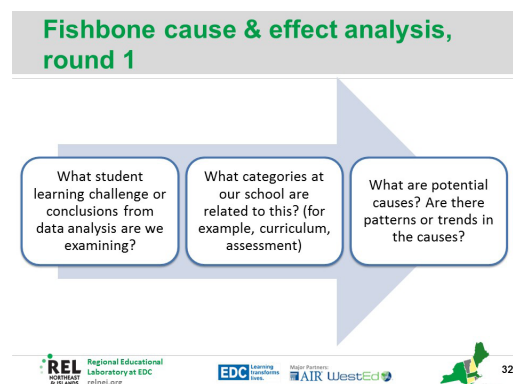 Fishbone cause & effect analysis,
round 1
What student
learning challenge or
conclusions from
data analysis are we
examining?
What categories at
our school are
related to this? (for
example, curriculum,
assessment)
What are potential
causes? Are there
patterns or trends in
the causes?
REL
NORTHEAST
& ISLANDS
Regional Educational
Laboratory at EDC
relnei.org
EDC
Learning
transforms
lives.
Major Partners:
AIR WestEd
32